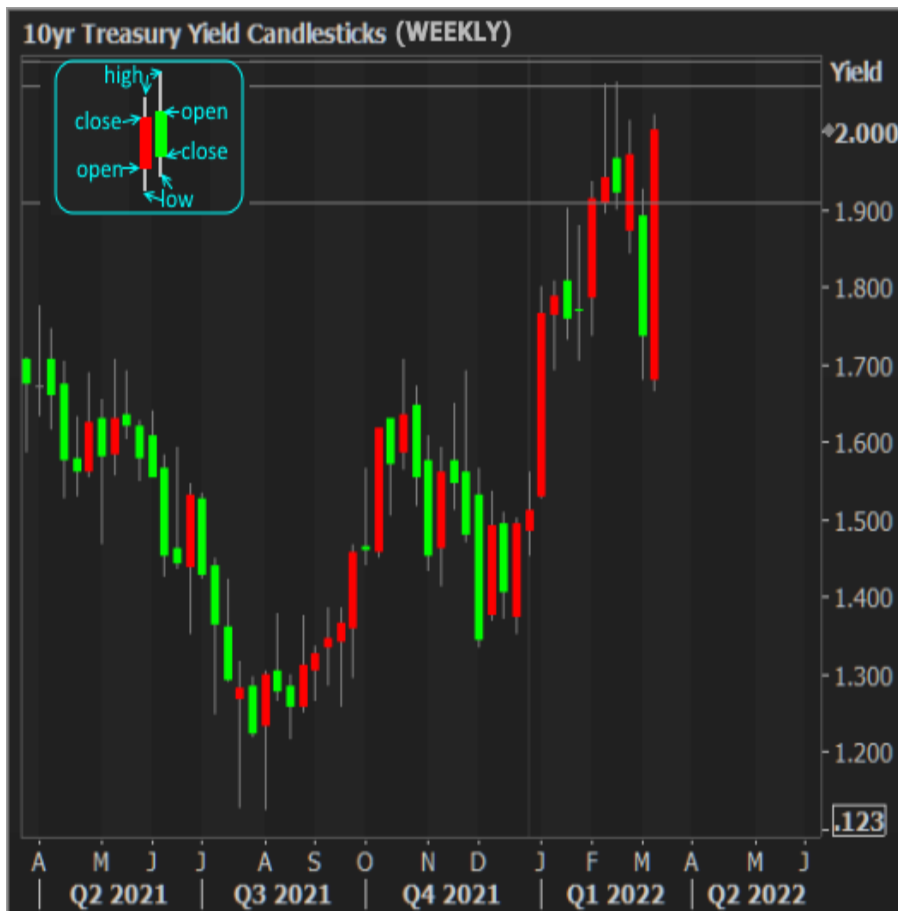 10yr Treasury Yield Candlesticks (WEEKLY)
high
close
open
open
close
low
Yield
2.000
1.900
1.800
1.700
1.600
1.500
1.400
1.300
1.200
.123
A M J J A S O N D J F M A M J
Q2 2021 Q3 2021 Q4 2021 Q1 2022 Q2 2022